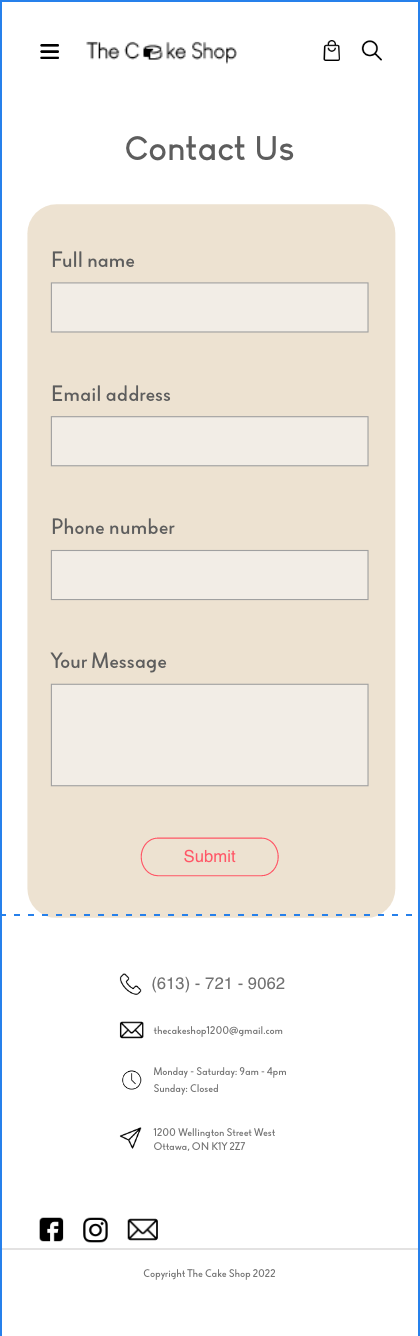 The Cake Shop
Contact Us
Full name
Email address
Phone number
Your Message
Submit
(613) - 721 - 9062
thecakeshop1200@gmail.com
Monday - Saturday: 9am - 4pm
Sunday: Closed
1200 Wellington Street West
Ottawa, ON K1Y 2Z7
Copyright The Cake Shop 2022